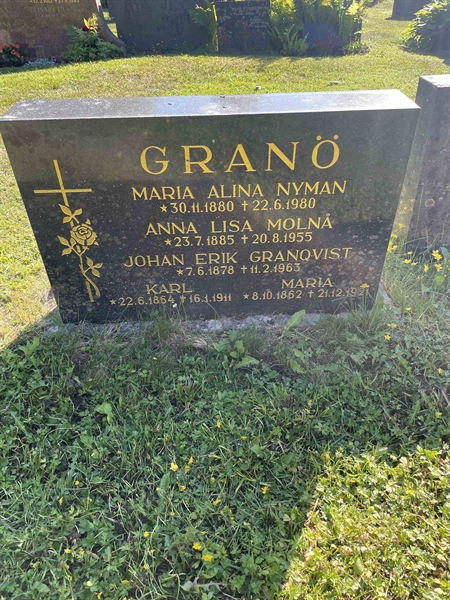 GRANÖ
MARIA ALINA NYMAN
*30.11.1880 †22.6.1980
ANNA LISA MOLNÅ
*23.7.1885 †20.8.1955
JOHAN ERIK GRANQVIST
*7.6.1878 †11.2.1963
KARL MARIA
*22.6.1864 †16.1.1911 *8.10.1862